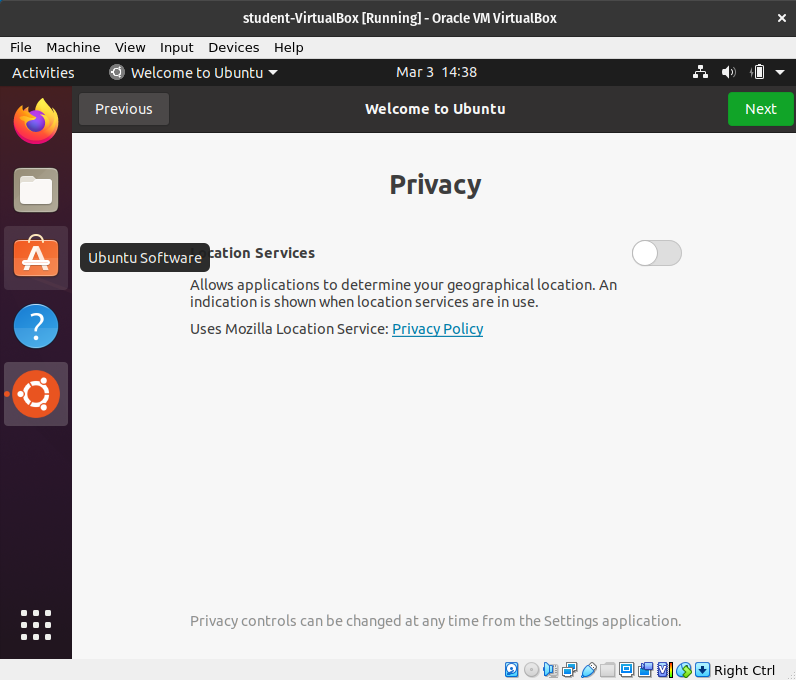 student-VirtualBox [Running] - Oracle VM VirtualBox
File Machine View Input Devices Help
Activities Welcome to Ubuntu Mar 3 14:38
Previous Welcome to Ubuntu Next
Privacy
Ubuntu Software
cation Services
Allows applications to determine your geographical location. An
indication is shown when location services are in use.
Uses Mozilla Location Service: Privacy Policy
Privacy controls can be changed at any time from the Settings application.
Right Ctrl